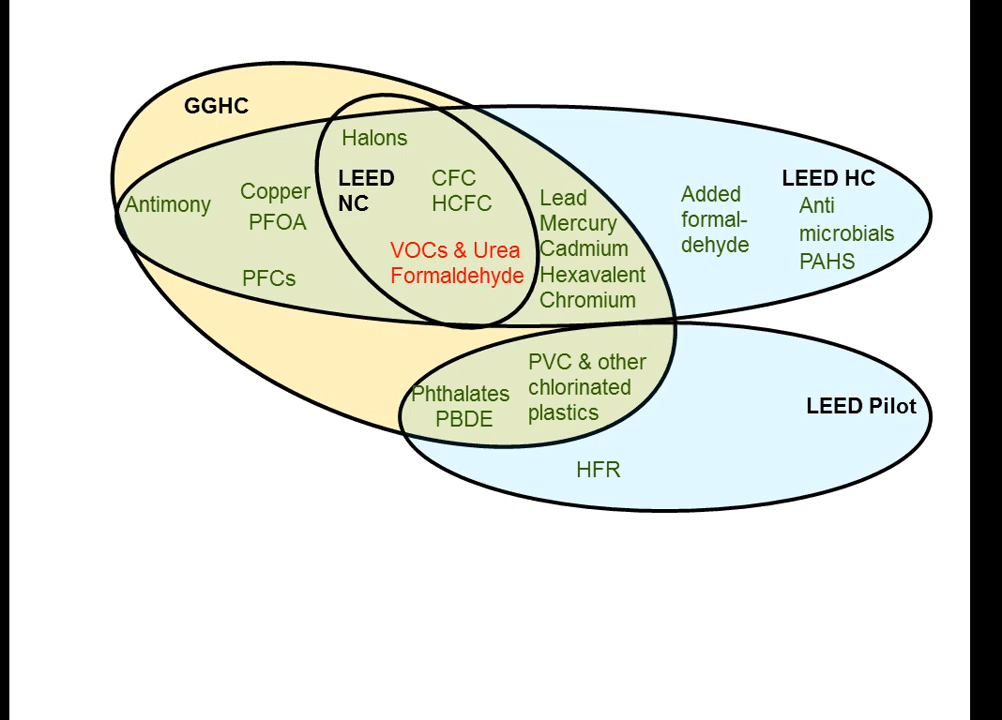 GGHC
Halons
LEED
NC
CFC
HCFC
VOCs & Urea
Formaldehyde
Antimony
Copper
PFOA
PFCs
Lead
Mercury
Cadmium
Hexavalent
Chromium
Added
formal-
dehyde
LEED HC
Anti
microbials
PAHS
Phthalates
PBDE
PVC & other
chlorinated
plastics
LEED Pilot
HFR